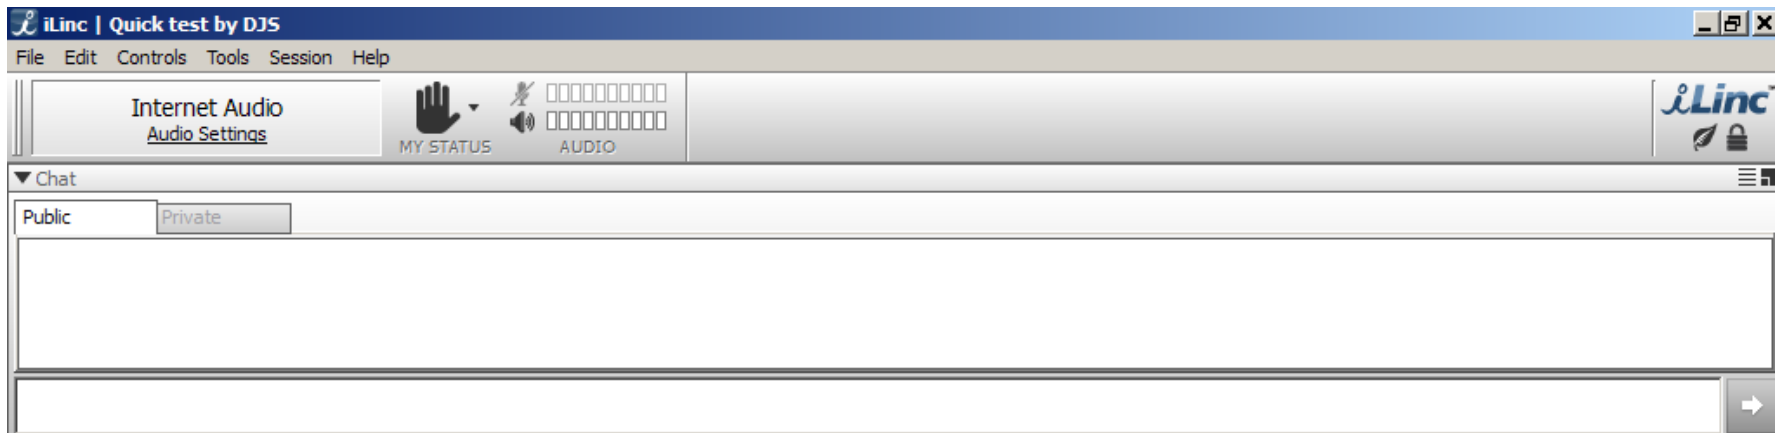 iLinc | Quick test by DJS
File Edit Controls Tools Session Help
Internet Audio
Audio Settings
MY STATUS
AUDIO
iLinc
Chat
Public
Private